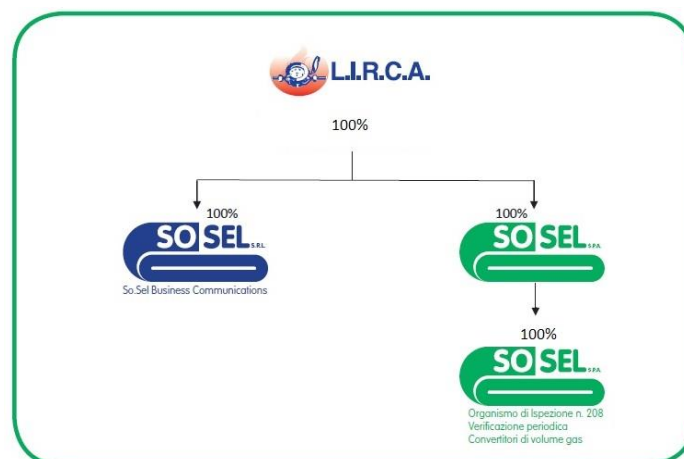 L.I.R.C.A.
100%
100%
100%
SO SEL S.R.L.
SO SEL S.P.A.
So.Sel Business Communications
100%
SO SEL S.P.A.
Organismo di Ispezione n. 208
Verificazione periodica
Convertitori di volume gas